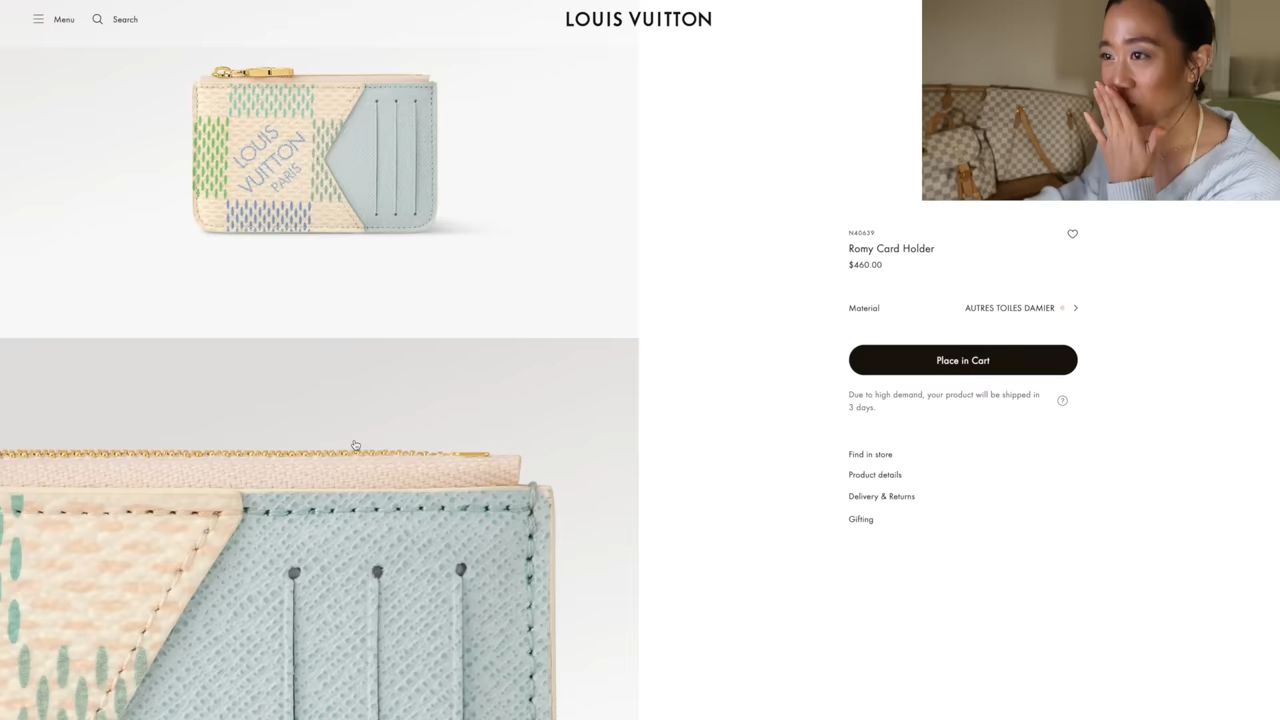 Menu
Search
LOUIS VUITTON
LOUIS
VUITTON
PARIS
N40639
Romy Card Holder
$460.00
Material
AUTRES TOILES DAMIER
Place in Cart
Due to high demand, your product will be shipped in
3 days.
?
Find in store
Product details
Delivery & Returns
Gifting